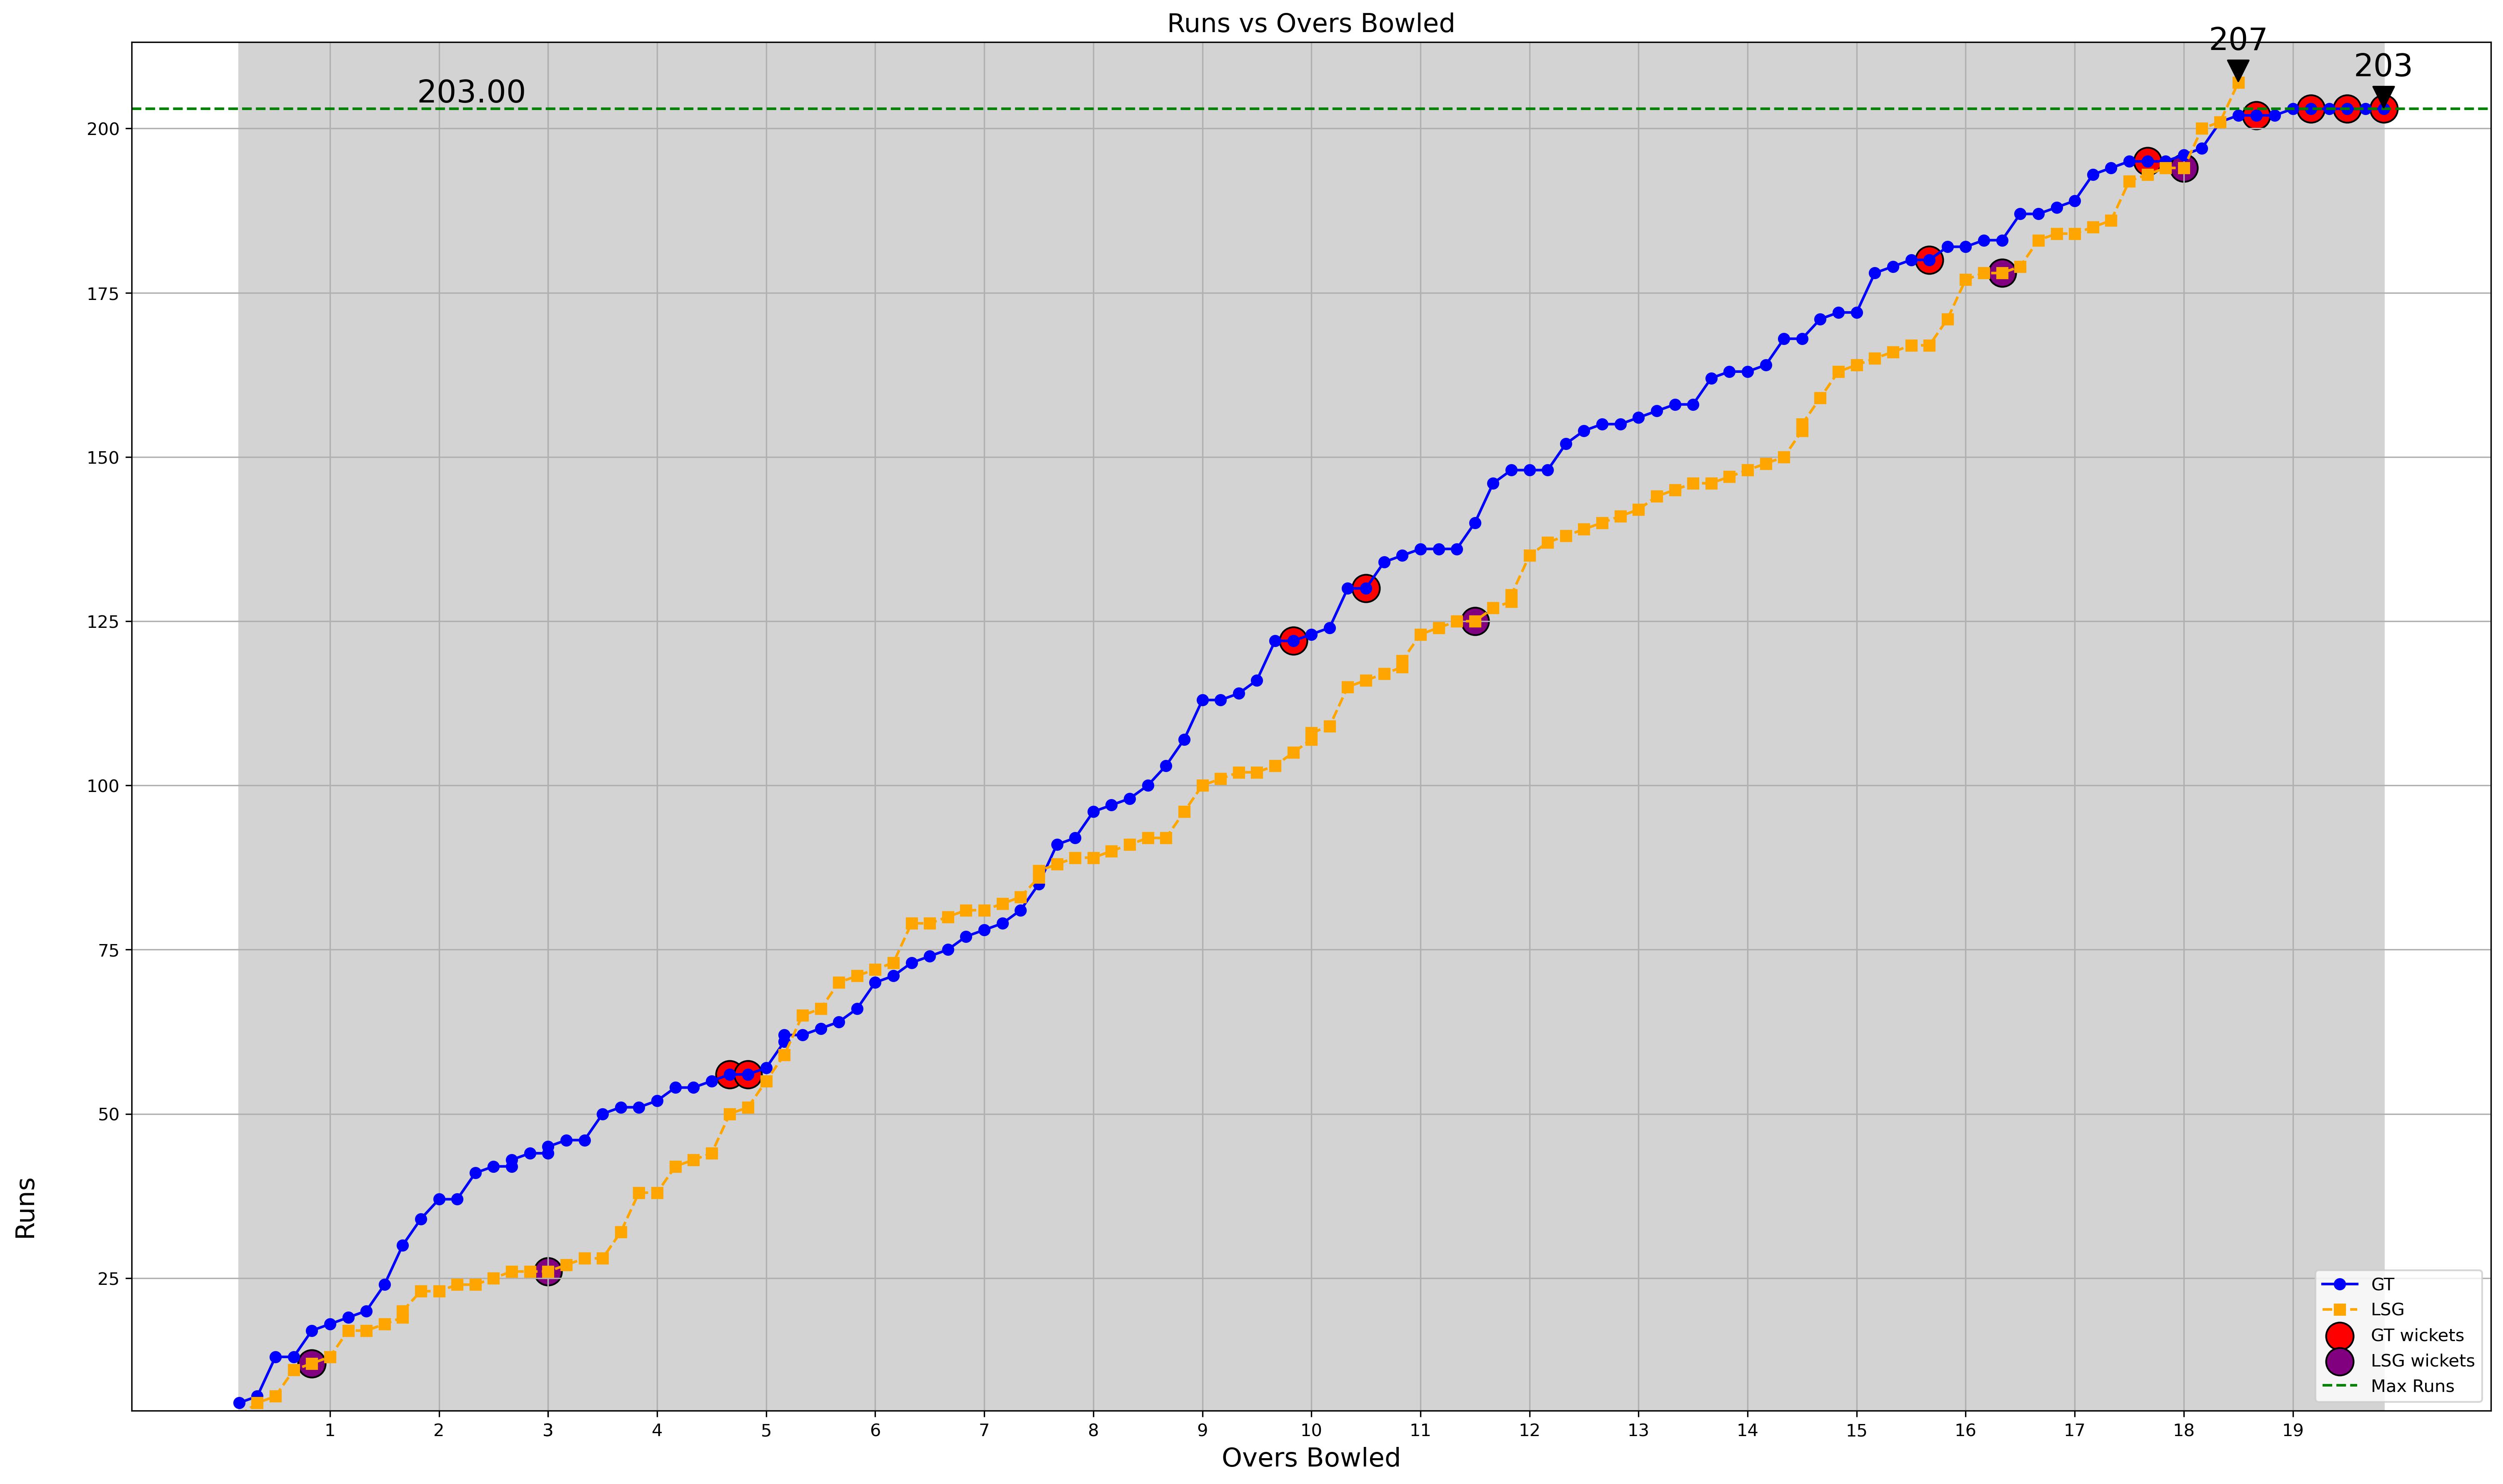 Runs vs Overs Bowled
207
203
203.00
200
175
150
125
100
75
50
25
Runs
1 2 3 4 5 6 7 8 9 10 11 12 13 14 15 16 17 18 19
Overs Bowled
GT
LSG
GT wickets
LSG wickets
Max Runs